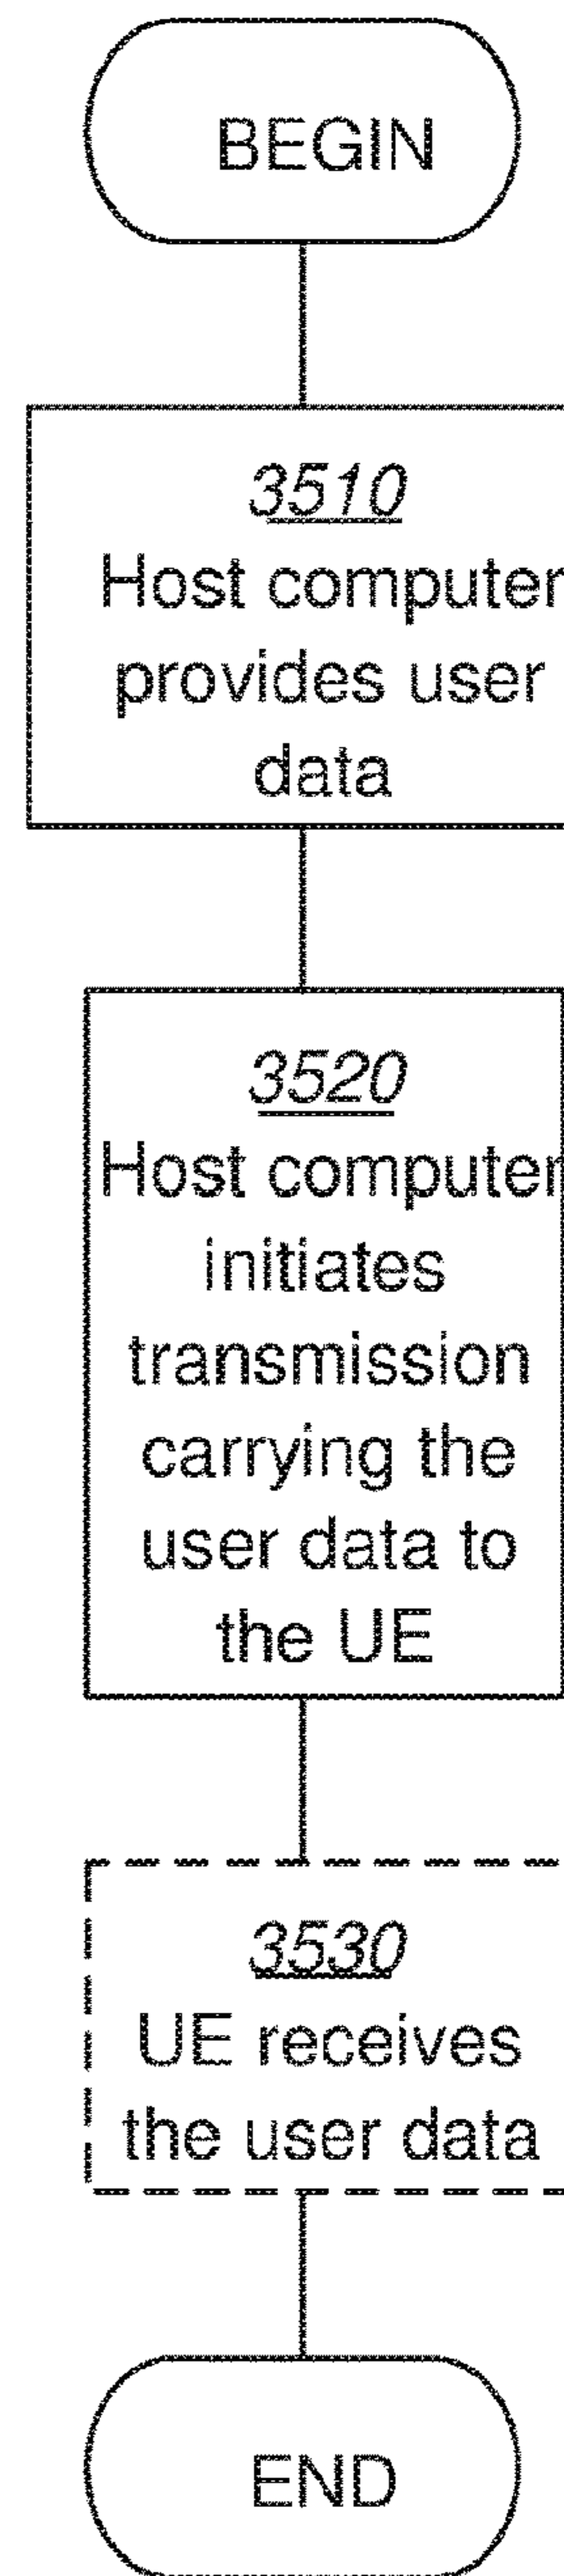 BEGIN
3510
Host computer
provides user
data
3520
Host computer
initiates
transmission
carrying the
user data to
the UE
3530
UE receives
the user data
END